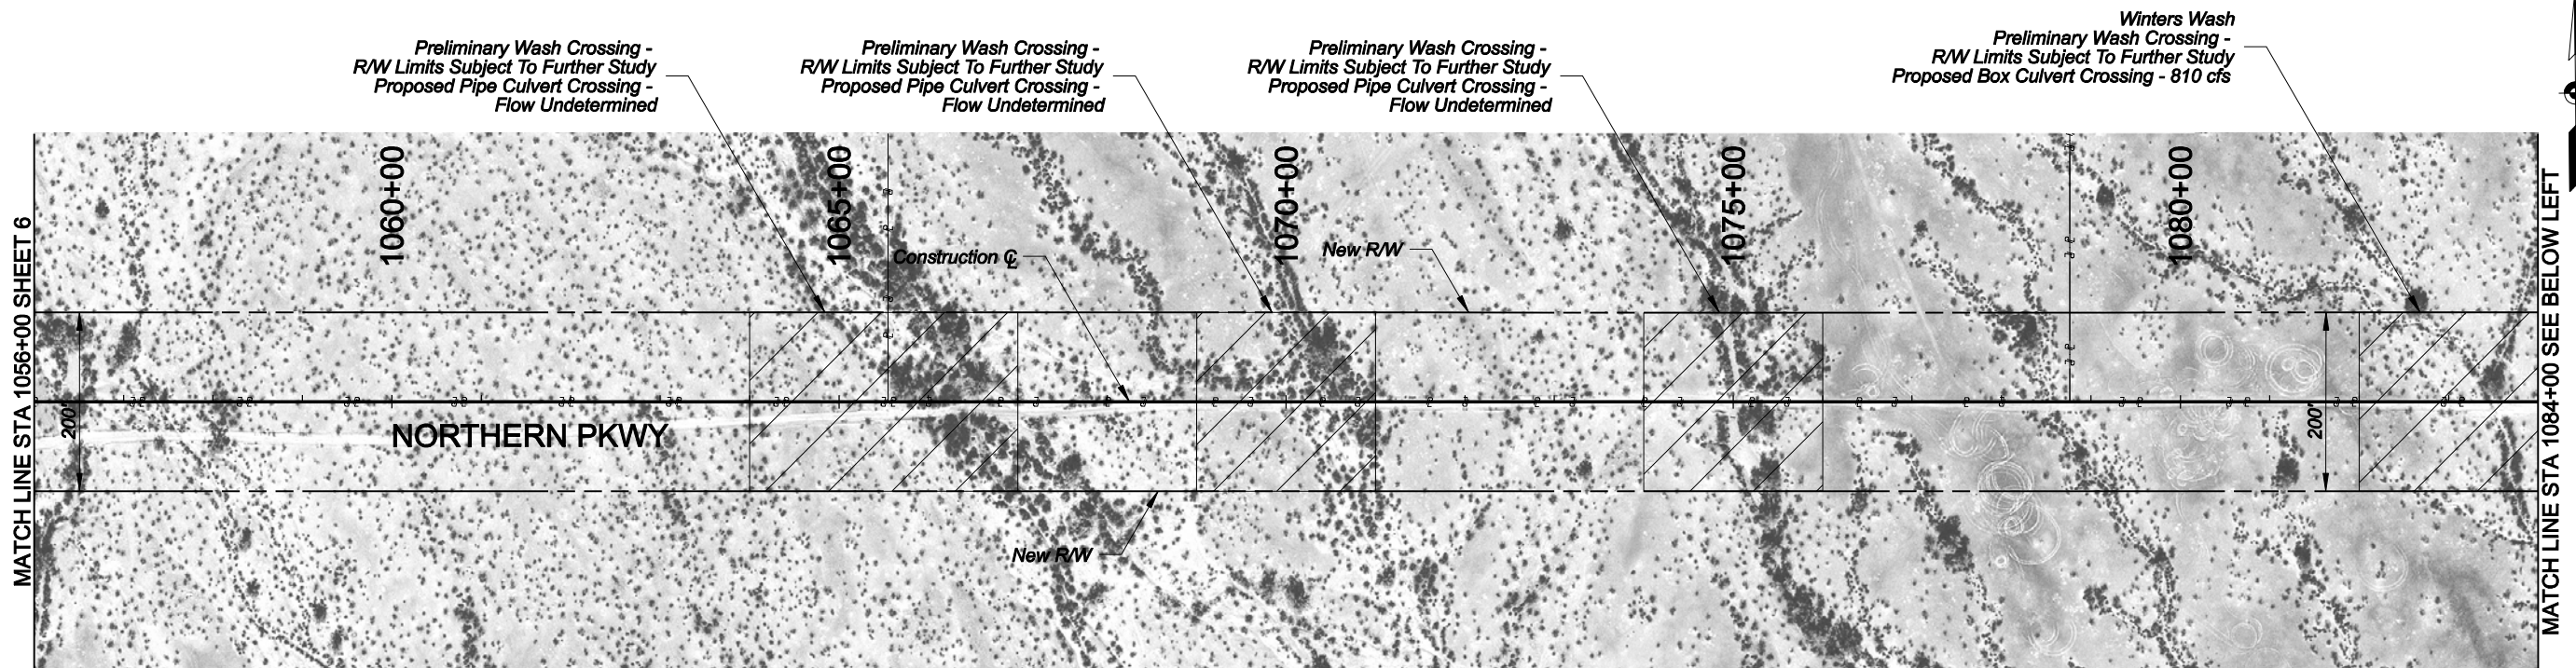 Winters Wash
Preliminary Wash Crossing -
R/W Limits Subject To Further Study
Proposed Box Culvert Crossing - 810 cfs
Preliminary Wash Crossing -
R/W Limits Subject To Further Study
Proposed Pipe Culvert Crossing -
Flow Undetermined
Preliminary Wash Crossing -
R/W Limits Subject To Further Study
Proposed Pipe Culvert Crossing -
Flow Undetermined
Preliminary Wash Crossing -
R/W Limits Subject To Further Study
Proposed Pipe Culvert Crossing -
Flow Undetermined
MATCH LINE STA 1056+00 SHEET 6
1060+00
1065+00
1070+00
1075+00
1080+00
MATCH LINE STA 1084+00 SEE BELOW LEFT
Construction ℄
New R/W
200'
NORTHERN PKWY
200'
New R/W